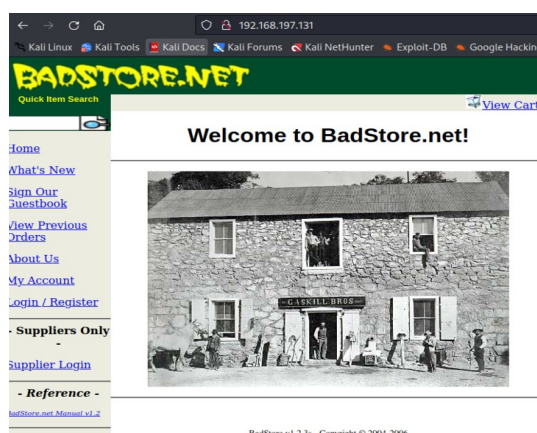 192.168.197.131
Kali Linux Kali Tools Kali Docs Kali Forums Kali NetHunter Exploit-DB Google Hackin
BADSTORE.NET
Quick Item Search
View Cart
Welcome to BadStore.net!
Home
What's New
Sign Our
Guestbook
View Previous
Orders
About Us
My Account
Login / Register
- Suppliers Only
-
Supplier Login
- Reference -
BadStore.net Manual v1.2
GASKILL BROS
BadStore v1.2.3s - Copyright © 2004-2006